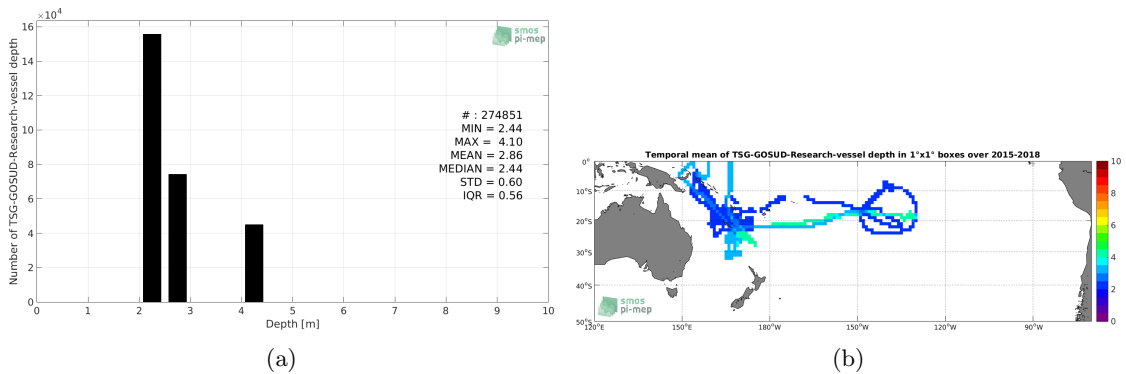 ×10⁴
16
14
12
10
8
6
4
2
0
Number of TSG-GOSUD-Research-vessel depth
smos
pi-mep
# : 274851
MIN = 2.44
MAX = 4.10
MEAN = 2.86
MEDIAN = 2.44
STD = 0.60
IQR = 0.56
0 1 2 3 4 5 6 7 8 9 10
Depth [m]
(a)
Temporal mean of TSG-GOSUD-Research-vessel depth in 1°x1° boxes over 2015-2018
0°
10°S
20°S
30°S
40°S
50°S
120°E 150°E 180°W 150°W 120°W 90°W
smos
pi-mep
10
8
6
4
2
0
(b)